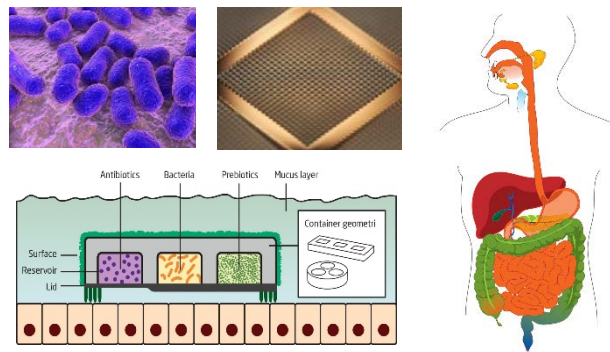 Antibiotics Bacteria Prebiotics Mucus layer
Container geometri
Surface
Reservoir
Lid